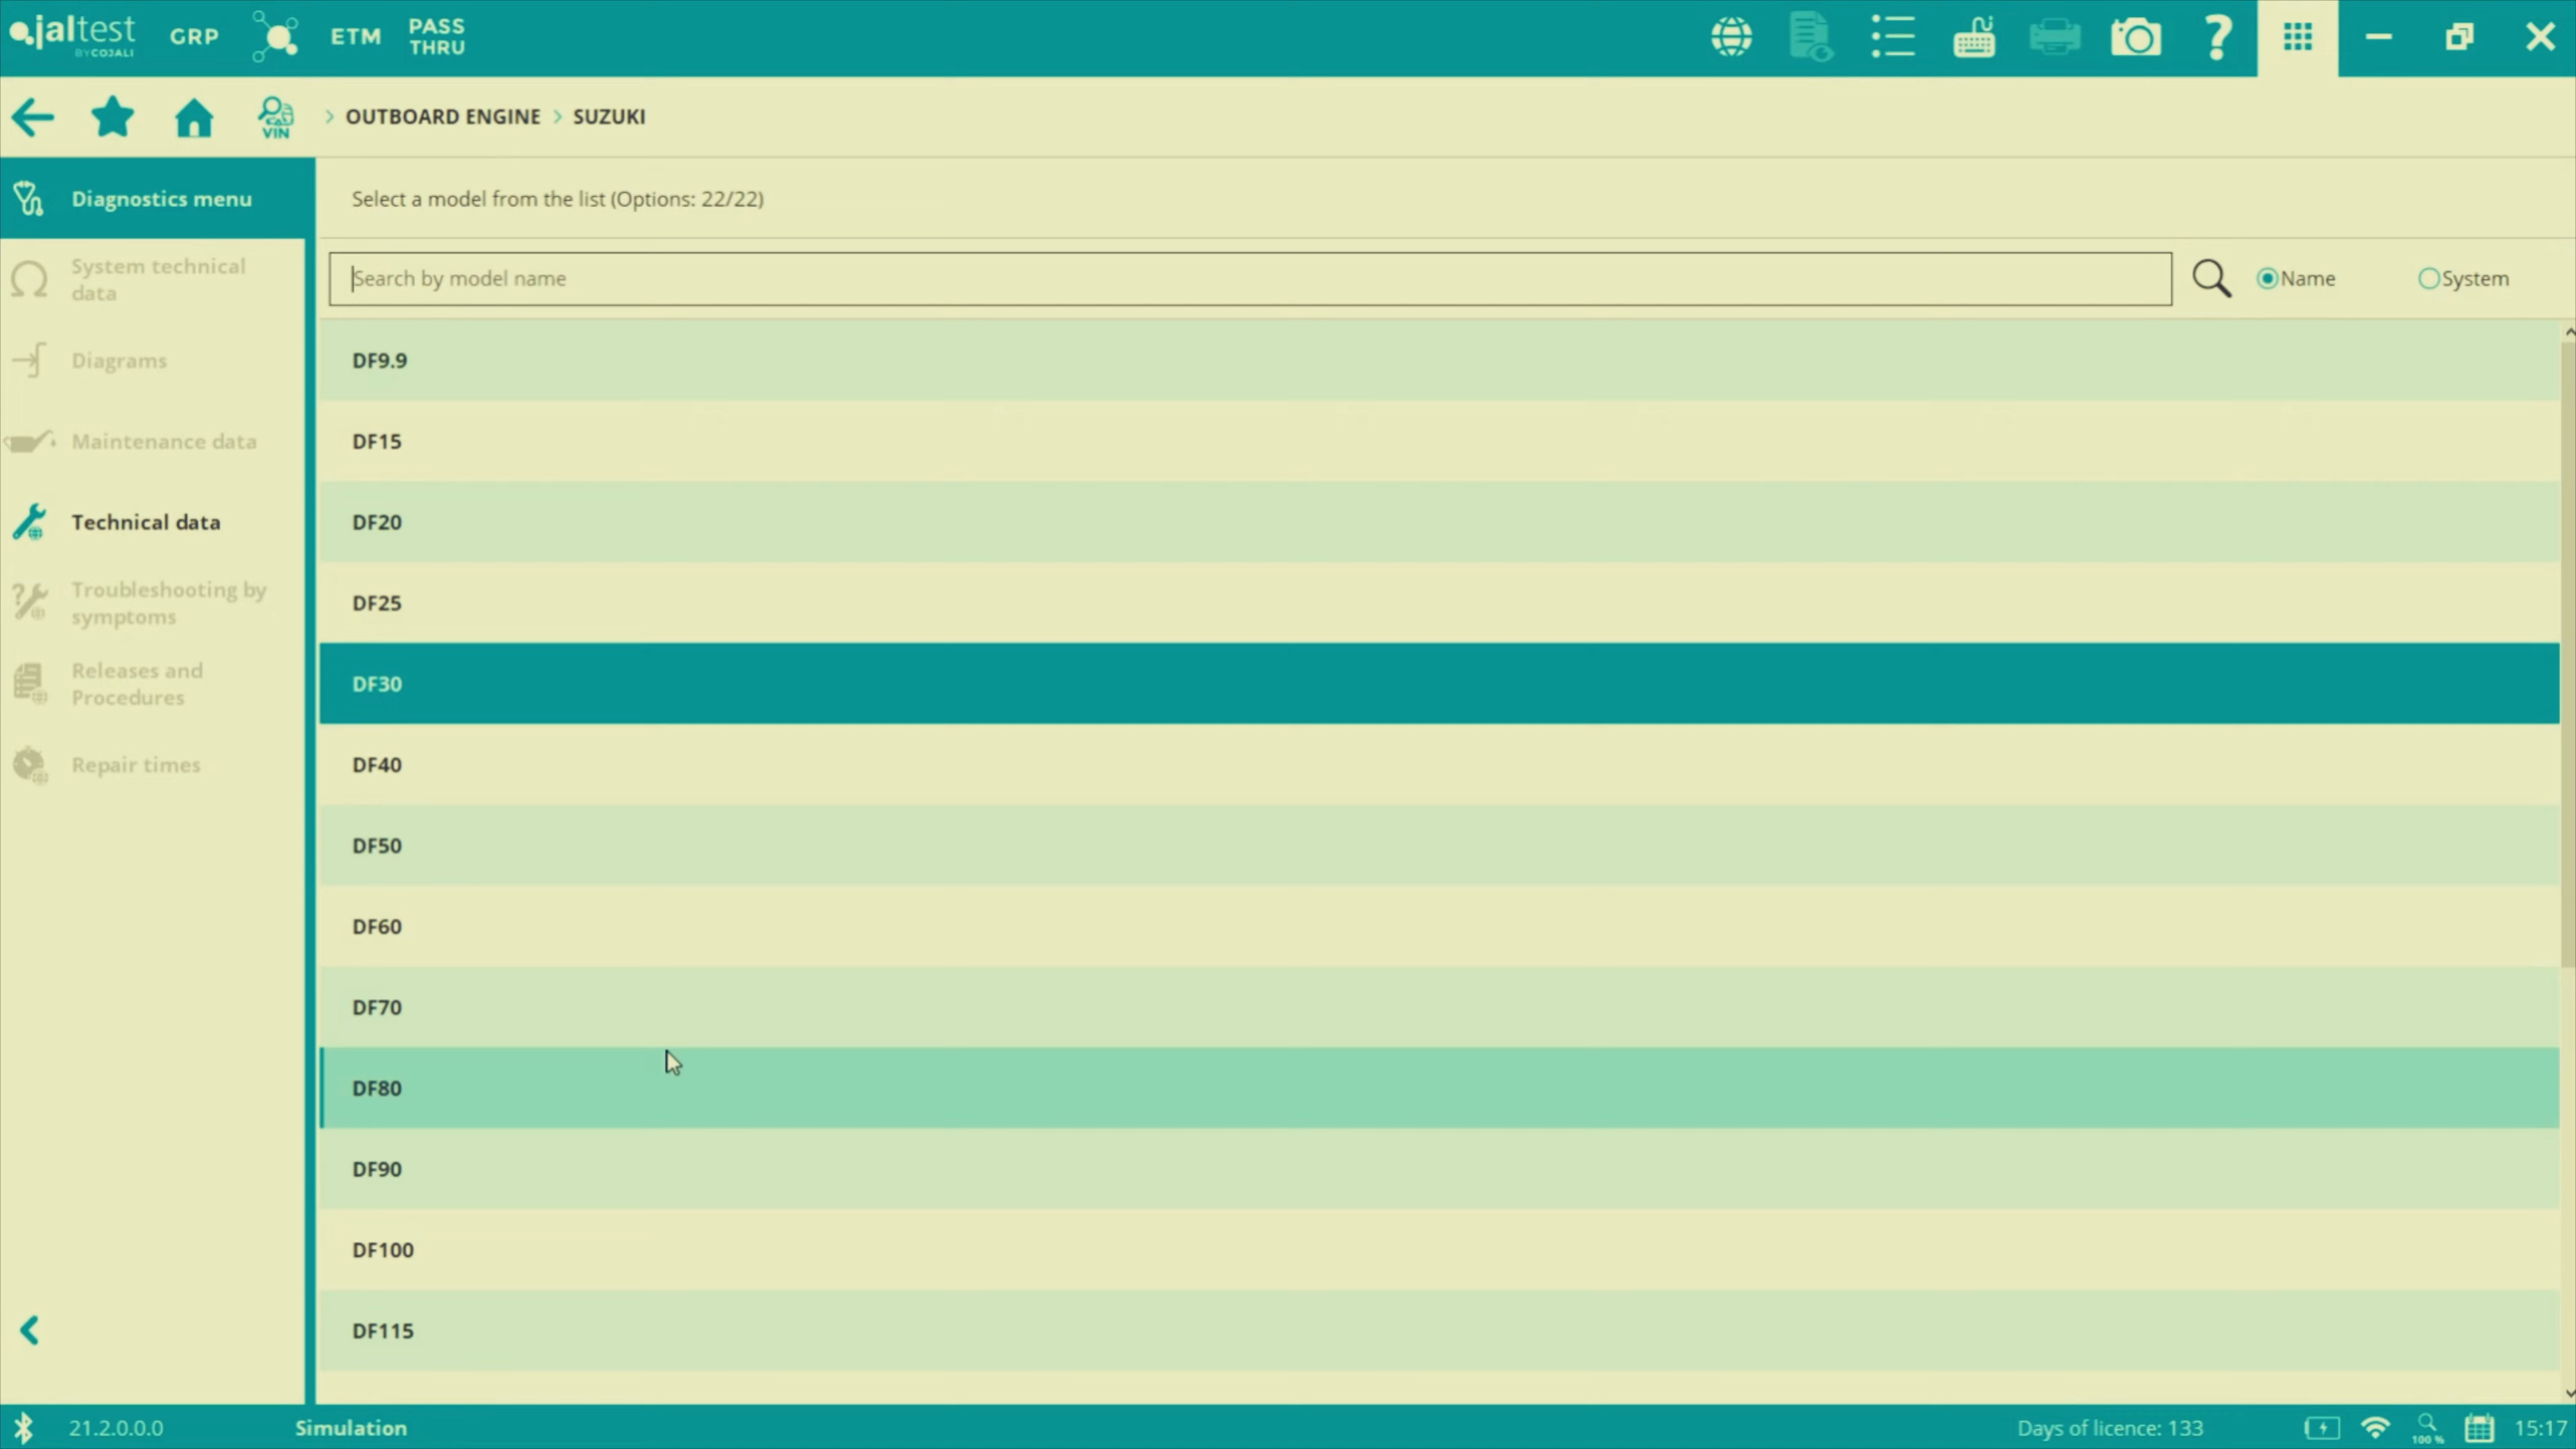 jaltest
BY COJALI
GRP
ETM
PASS
THRU
VIN
> OUTBOARD ENGINE > SUZUKI
Diagnostics menu
System technical
data
Diagrams
Maintenance data
Technical data
Troubleshooting by
symptoms
Releases and
Procedures
Repair times
Select a model from the list (Options: 22/22)
Search by model name
Name
System
DF9.9
DF15
DF20
DF25
DF30
DF40
DF50
DF60
DF70
DF80
DF90
DF100
DF115
21.2.0.0.0
Simulation
Days of licence: 133
100 %
15:17